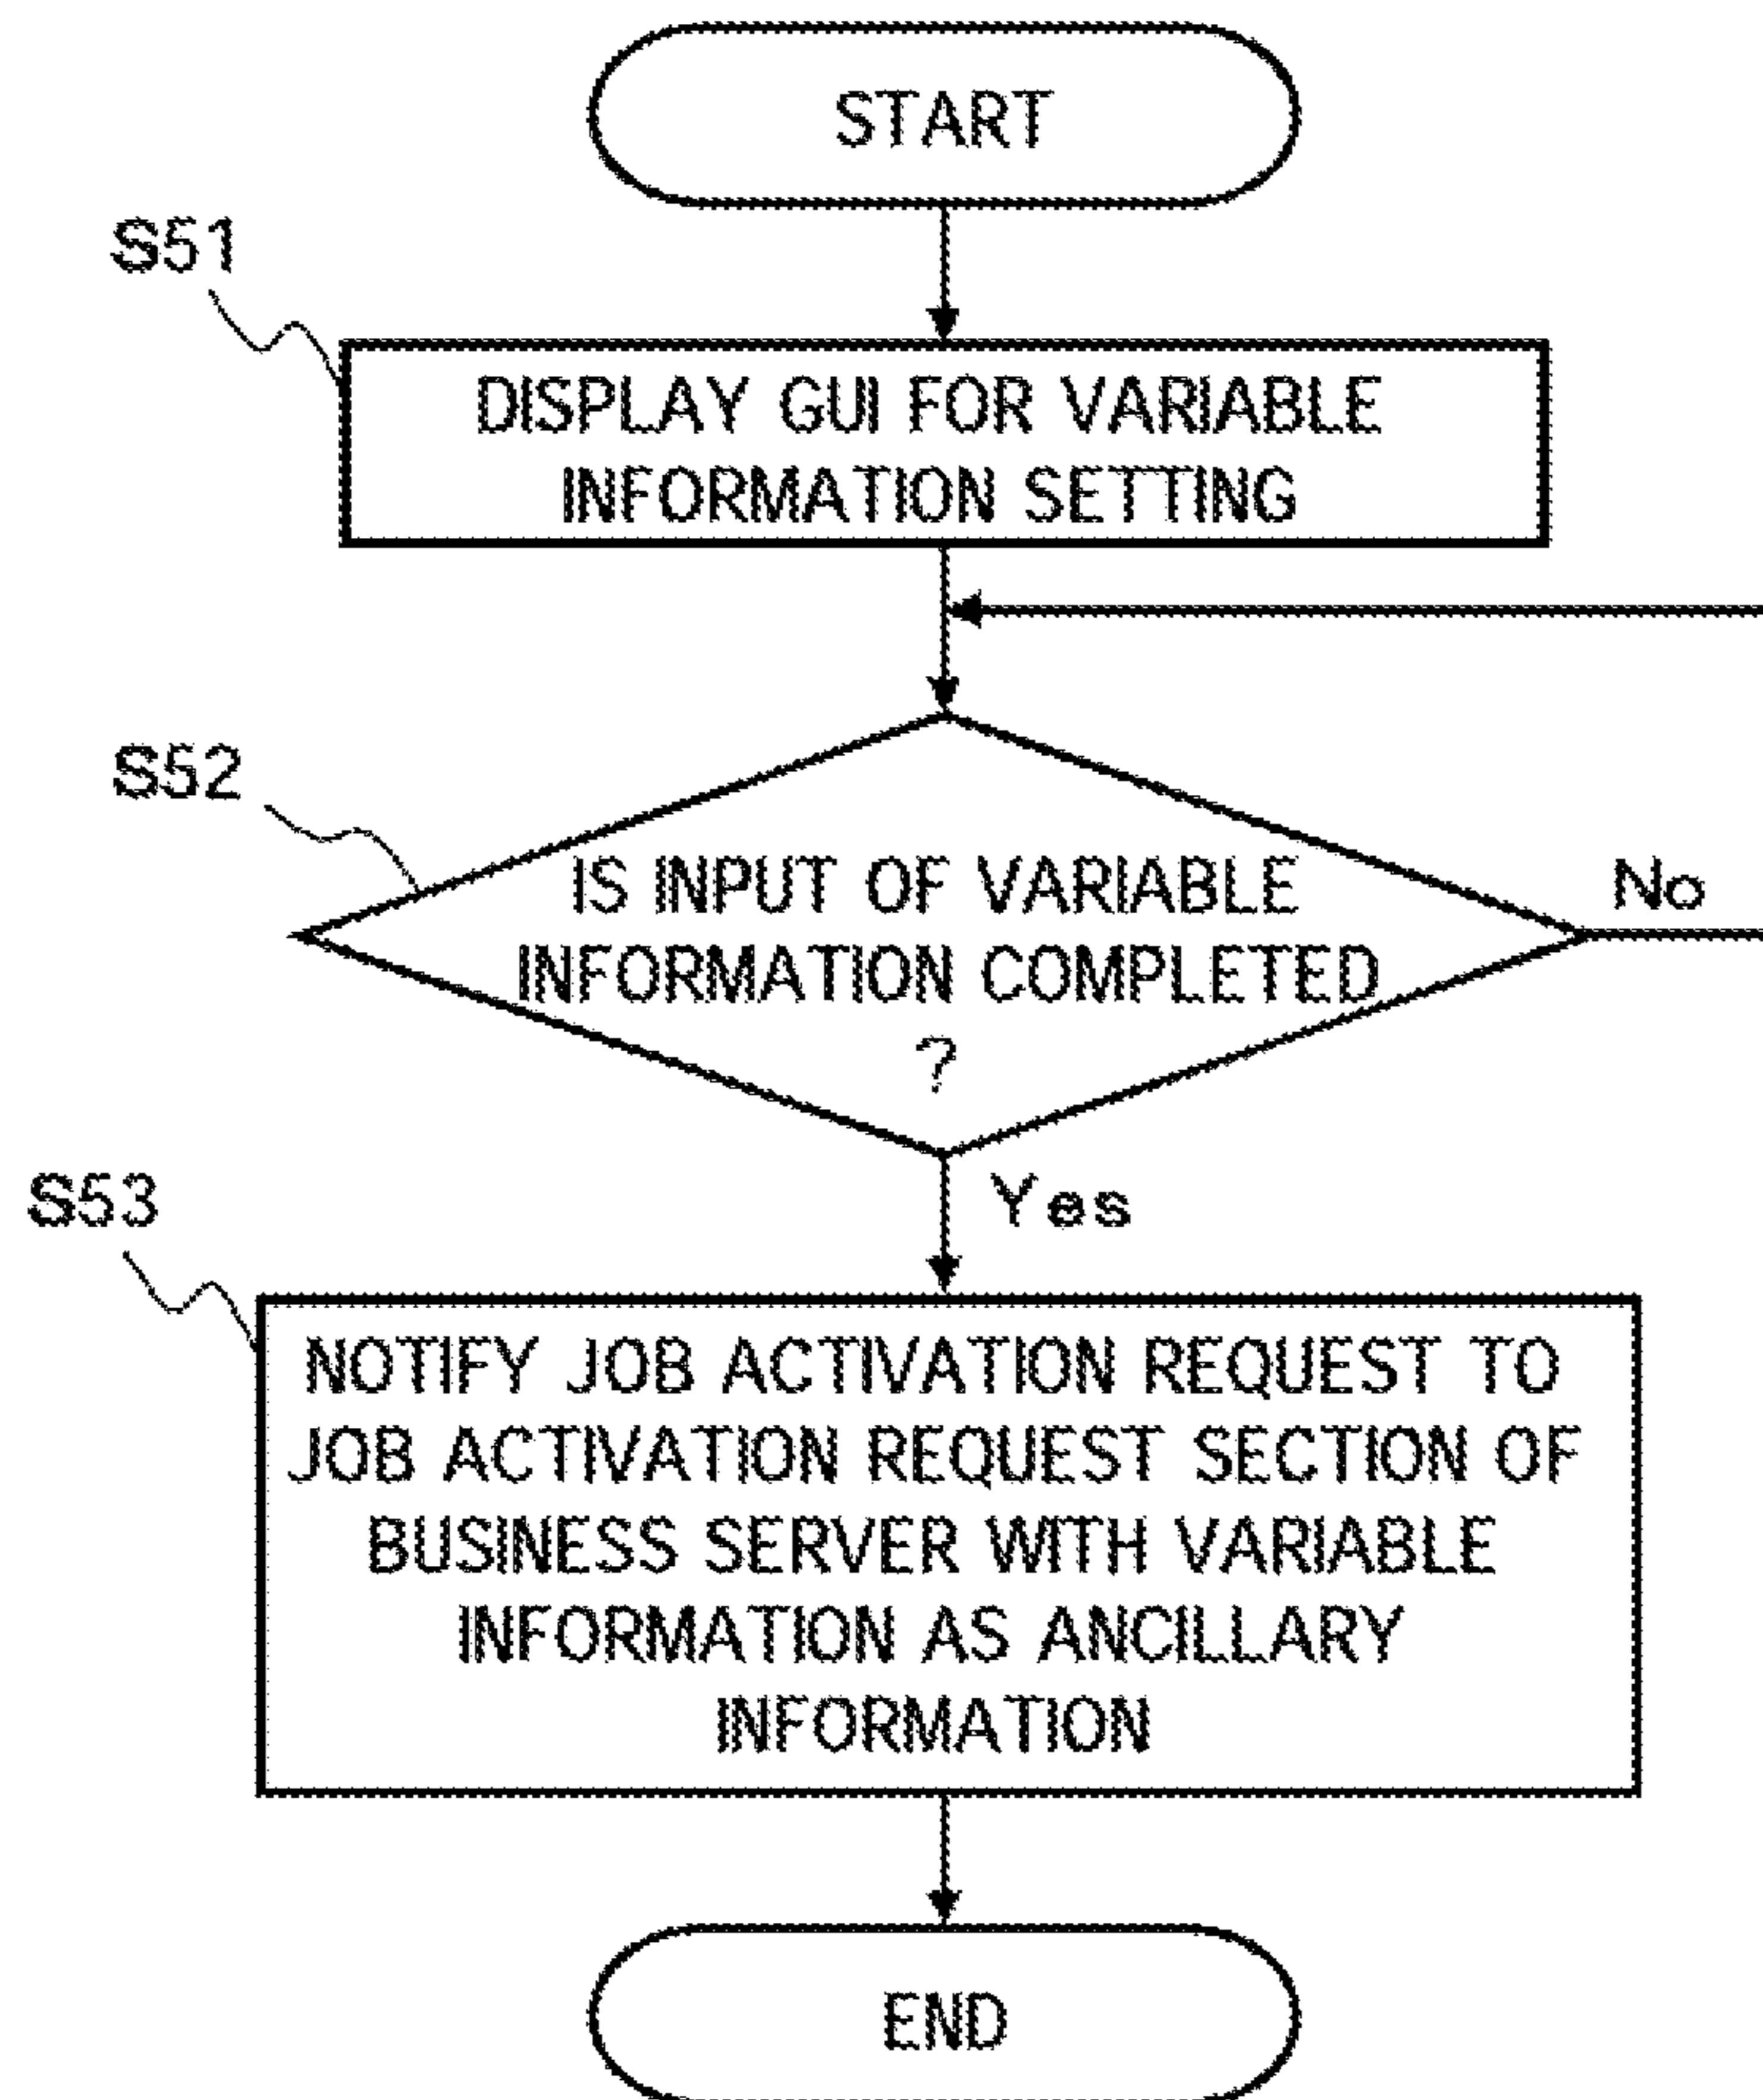 START
S51
DISPLAY GUI FOR VARIABLE
INFORMATION SETTING
S52
IS INPUT OF VARIABLE
INFORMATION COMPLETED
?
No
Yes
S53
NOTIFY JOB ACTIVATION REQUEST TO
JOB ACTIVATION REQUEST SECTION OF
BUSINESS SERVER WITH VARIABLE
INFORMATION AS ANCILLARY
INFORMATION
END